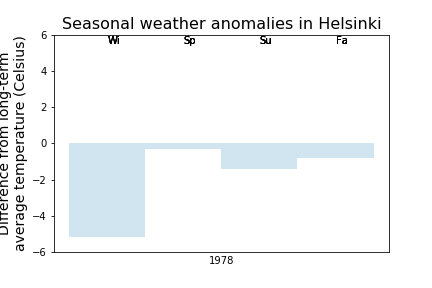 Seasonal weather anomalies in Helsinki
Difference from long-term
average temperature (Celsius)
Wi Sp Su Fa
6
4
2
0
−2
−4
−6
1978